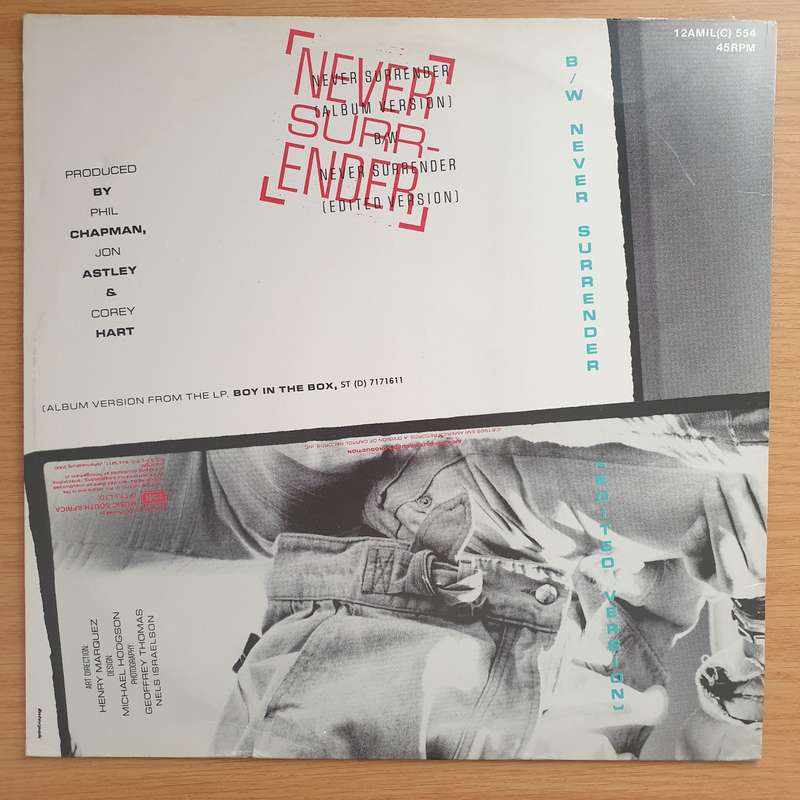 12AMIL(C) 554
45RPM
NEVER
SURR-
ENDER
NEVER SURRENDER
(ALBUM VERSION)
B/W
NEVER SURRENDER
(EDITED VERSION)
B/W NEVER SURRENDER
(EDITED VERSION)
PRODUCED
BY
PHIL
CHAPMAN,
JON
ASTLEY
&
COREY
HART
(ALBUM VERSION FROM THE LP, BOY IN THE BOX, ST (D) 7171611
EMI
MUSIC SOUTH AFRICA
(PTY) LTD.
ART DIRECTION:
HENRY MARQUEZ
DESIGN:
MICHAEL HODGSON
PHOTOGRAPHY:
GEOFFREY THOMAS
NELS ISRAELSON